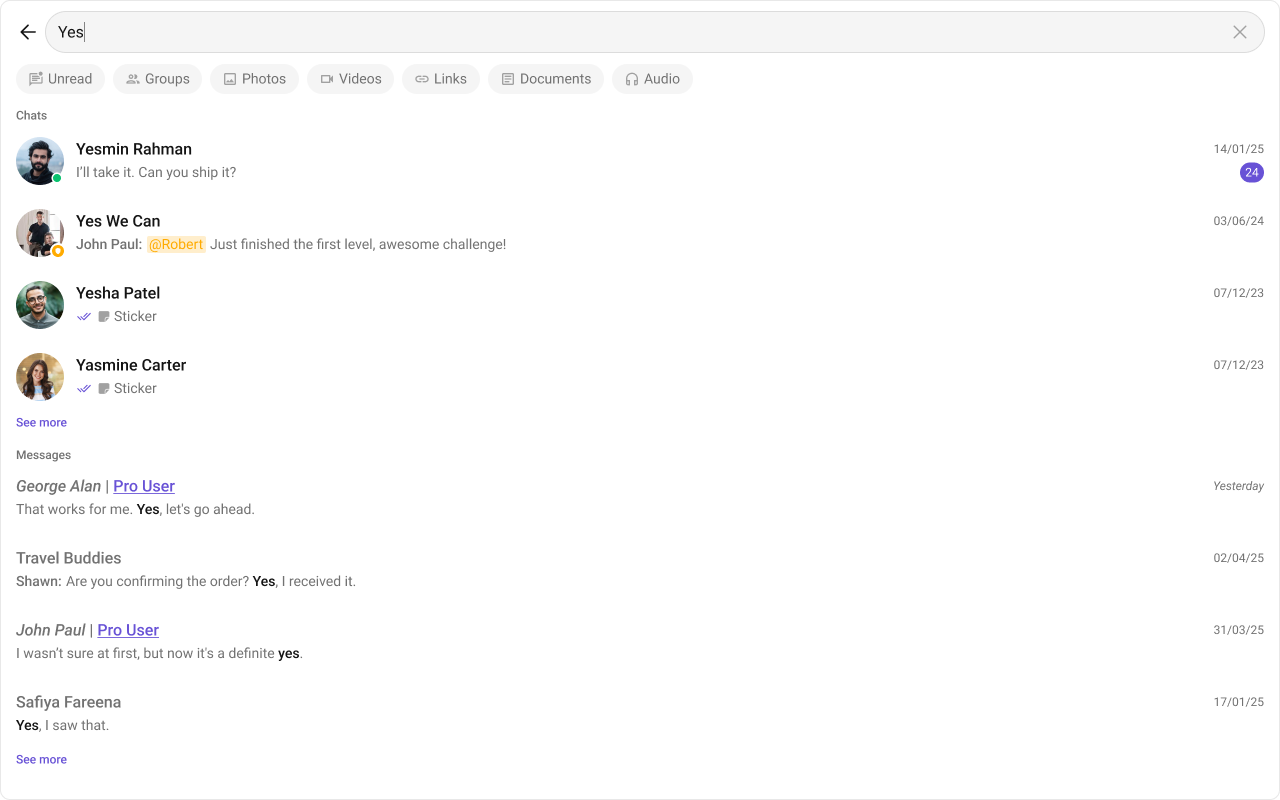 Yes
Unread Groups Photos Videos Links Documents Audio
Chats
Yesmin Rahman 14/01/25
I'll take it. Can you ship it? 24
Yes We Can 03/06/24
John Paul: @Robert Just finished the first level, awesome challenge!
Yesha Patel 07/12/23
Sticker
Yasmine Carter 07/12/23
Sticker
See more
Messages
George Alan | Pro User Yesterday
That works for me. Yes, let's go ahead.
Travel Buddies 02/04/25
Shawn: Are you confirming the order? Yes, I received it.
John Paul | Pro User 31/03/25
I wasn't sure at first, but now it's a definite yes.
Safiya Fareena 17/01/25
Yes, I saw that.
See more